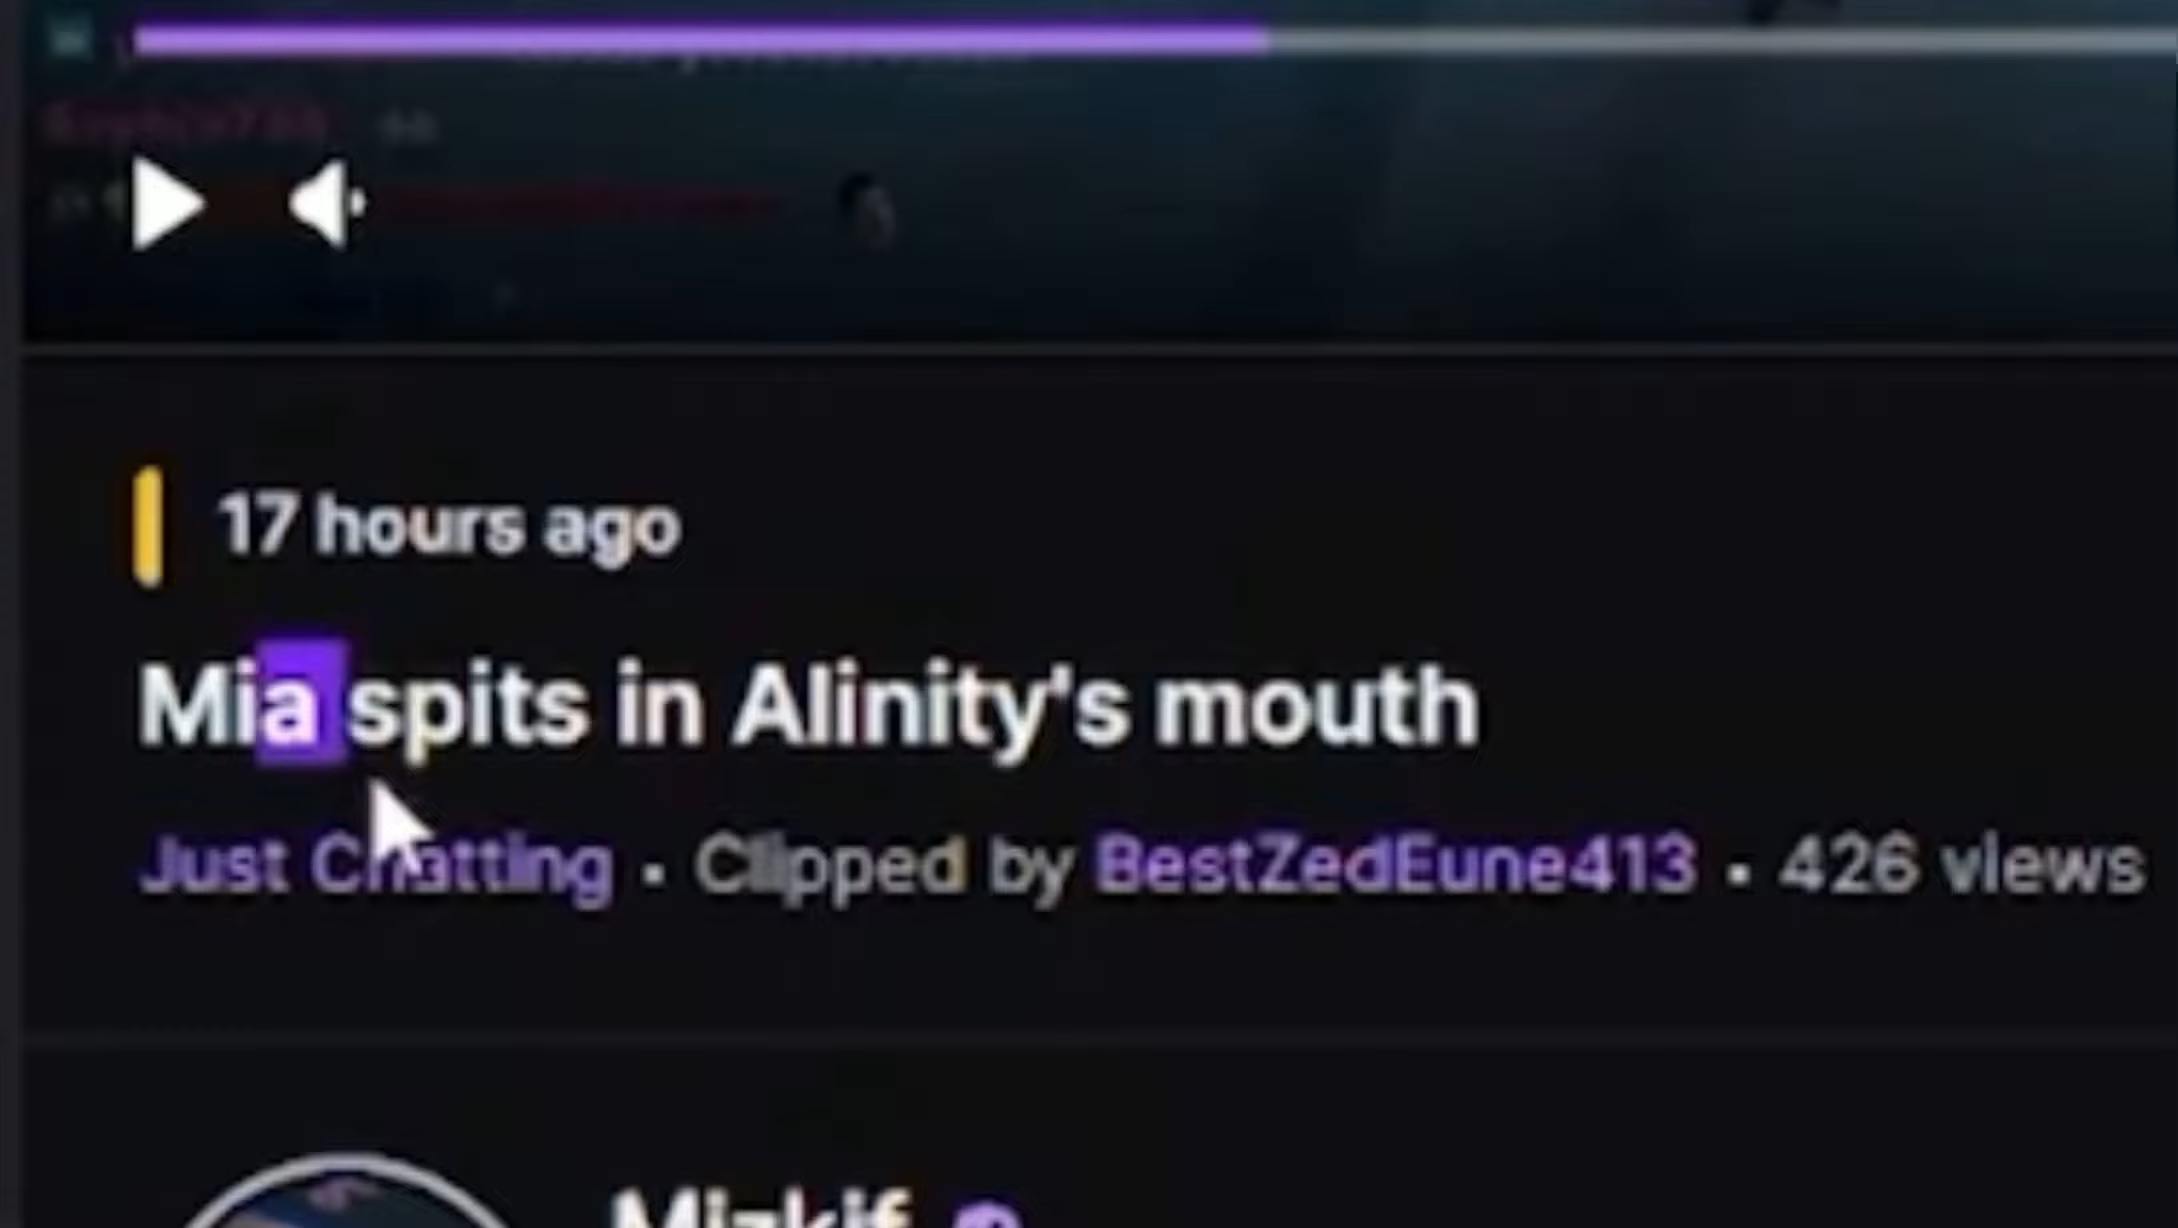 17 hours ago
Mia spits in Alinity's mouth
Just Chatting • Clipped by BestZedEune413 • 426 views
Mizkif